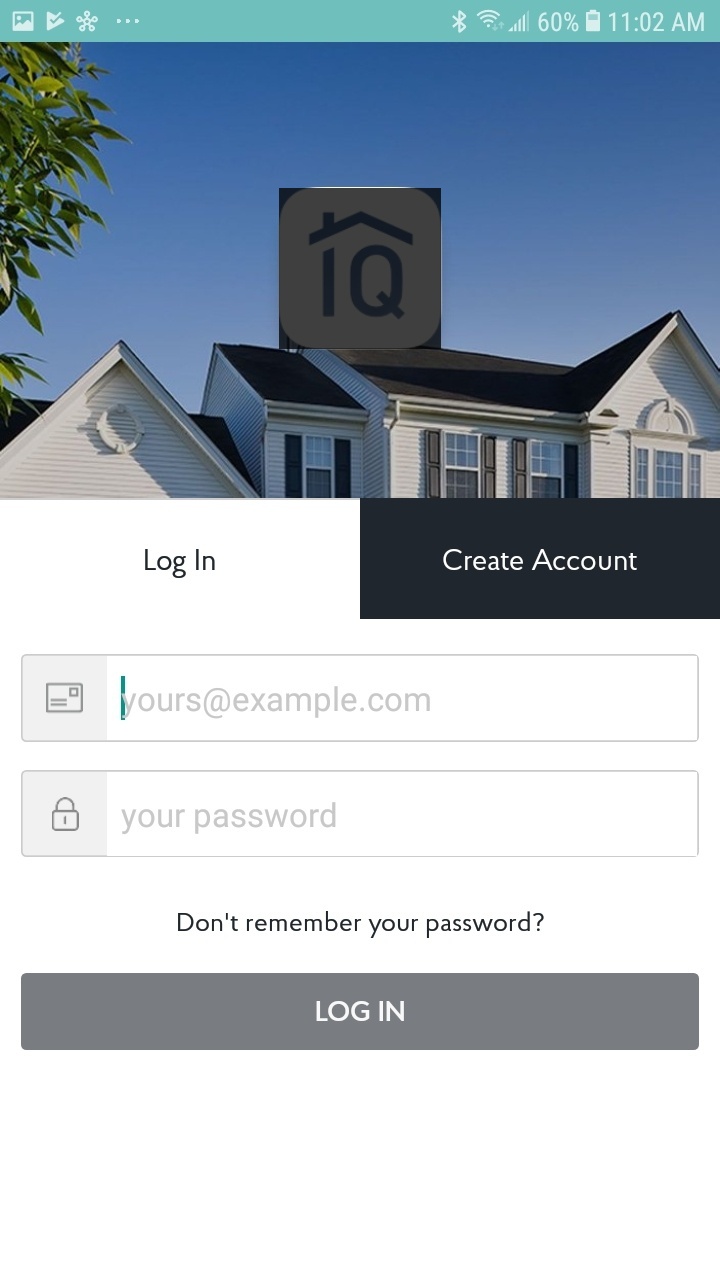 60% 11:02 AM
IQ
Log In
Create Account
yours@example.com
your password
Don't remember your password?
LOG IN